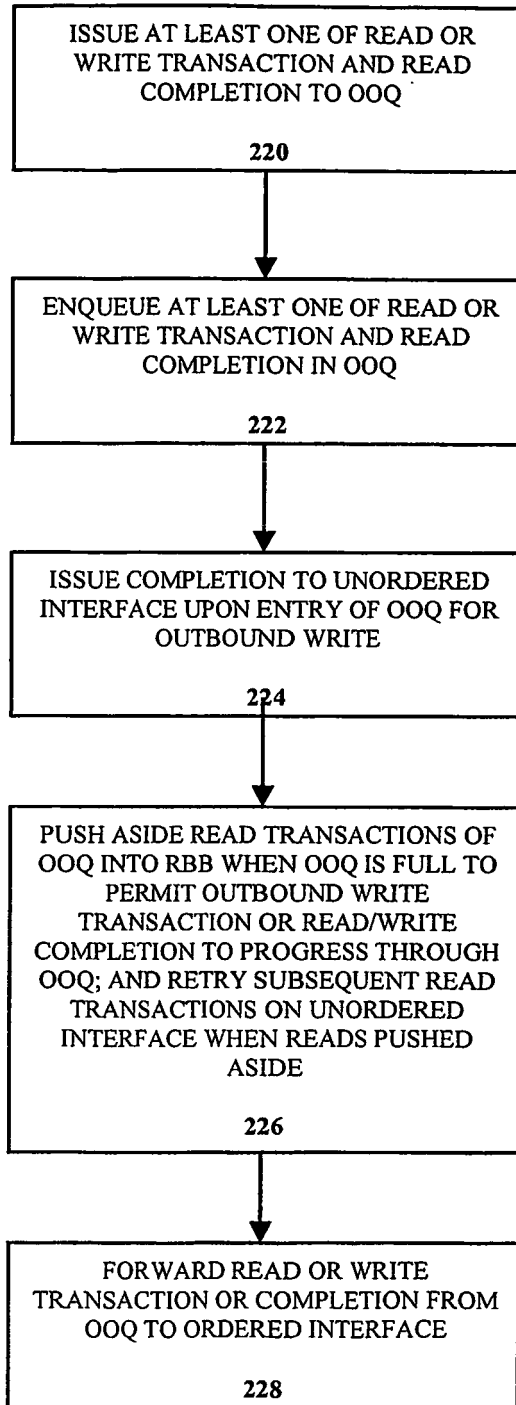 ISSUE AT LEAST ONE OF READ OR
WRITE TRANSACTION AND READ
COMPLETION TO OOQ
220
ENQUEUE AT LEAST ONE OF READ OR
WRITE TRANSACTION AND READ
COMPLETION IN OOQ
222
ISSUE COMPLETION TO UNORDERED
INTERFACE UPON ENTRY OF OOQ FOR
OUTBOUND WRITE
224
PUSH ASIDE READ TRANSACTIONS OF
OOQ INTO RBB WHEN OOQ IS FULL TO
PERMIT OUTBOUND WRITE
TRANSACTION OR READ/WRITE
COMPLETION TO PROGRESS THROUGH
OOQ; AND RETRY SUBSEQUENT READ
TRANSACTIONS ON UNORDERED
INTERFACE WHEN READS PUSHED
ASIDE
226
FORWARD READ OR WRITE
TRANSACTION OR COMPLETION FROM
OOQ TO ORDERED INTERFACE
228